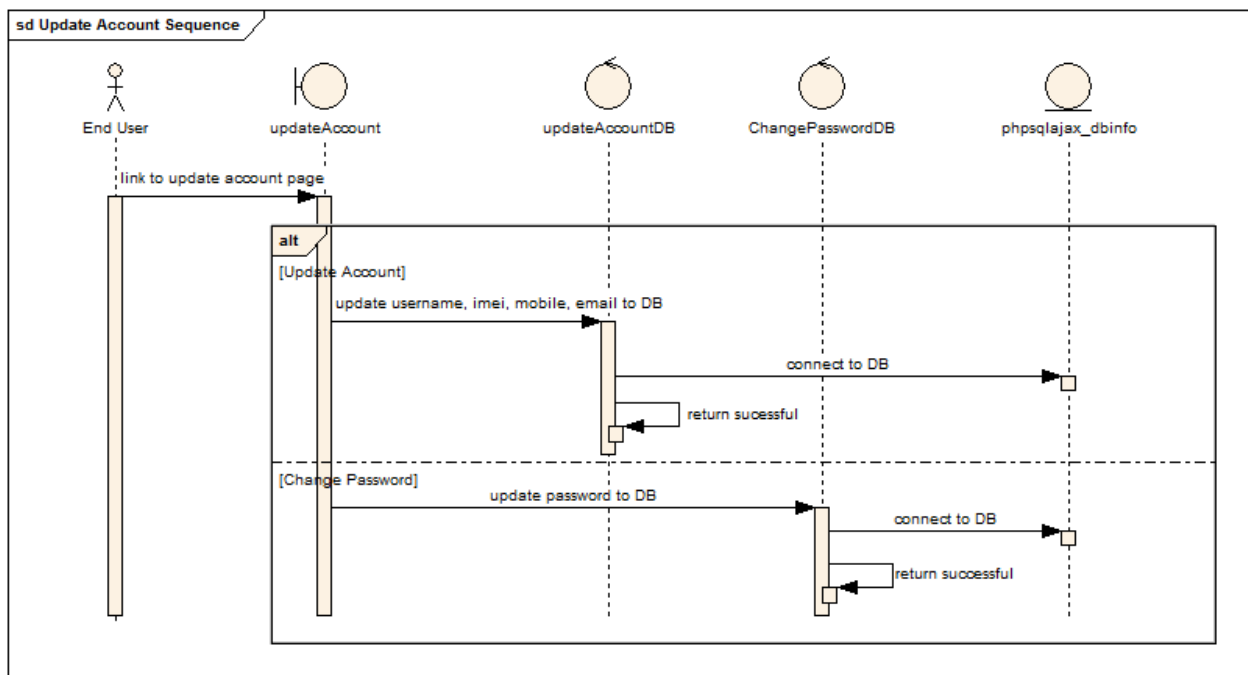 sd Update Account Sequence
End User
updateAccount
updateAccountDB
ChangePasswordDB
phpsqlajax_dbinfo
link to update account page
alt
[Update Account]
update username, imei, mobile, email to DB
connect to DB
return sucessful
[Change Password]
update password to DB
connect to DB
return successful